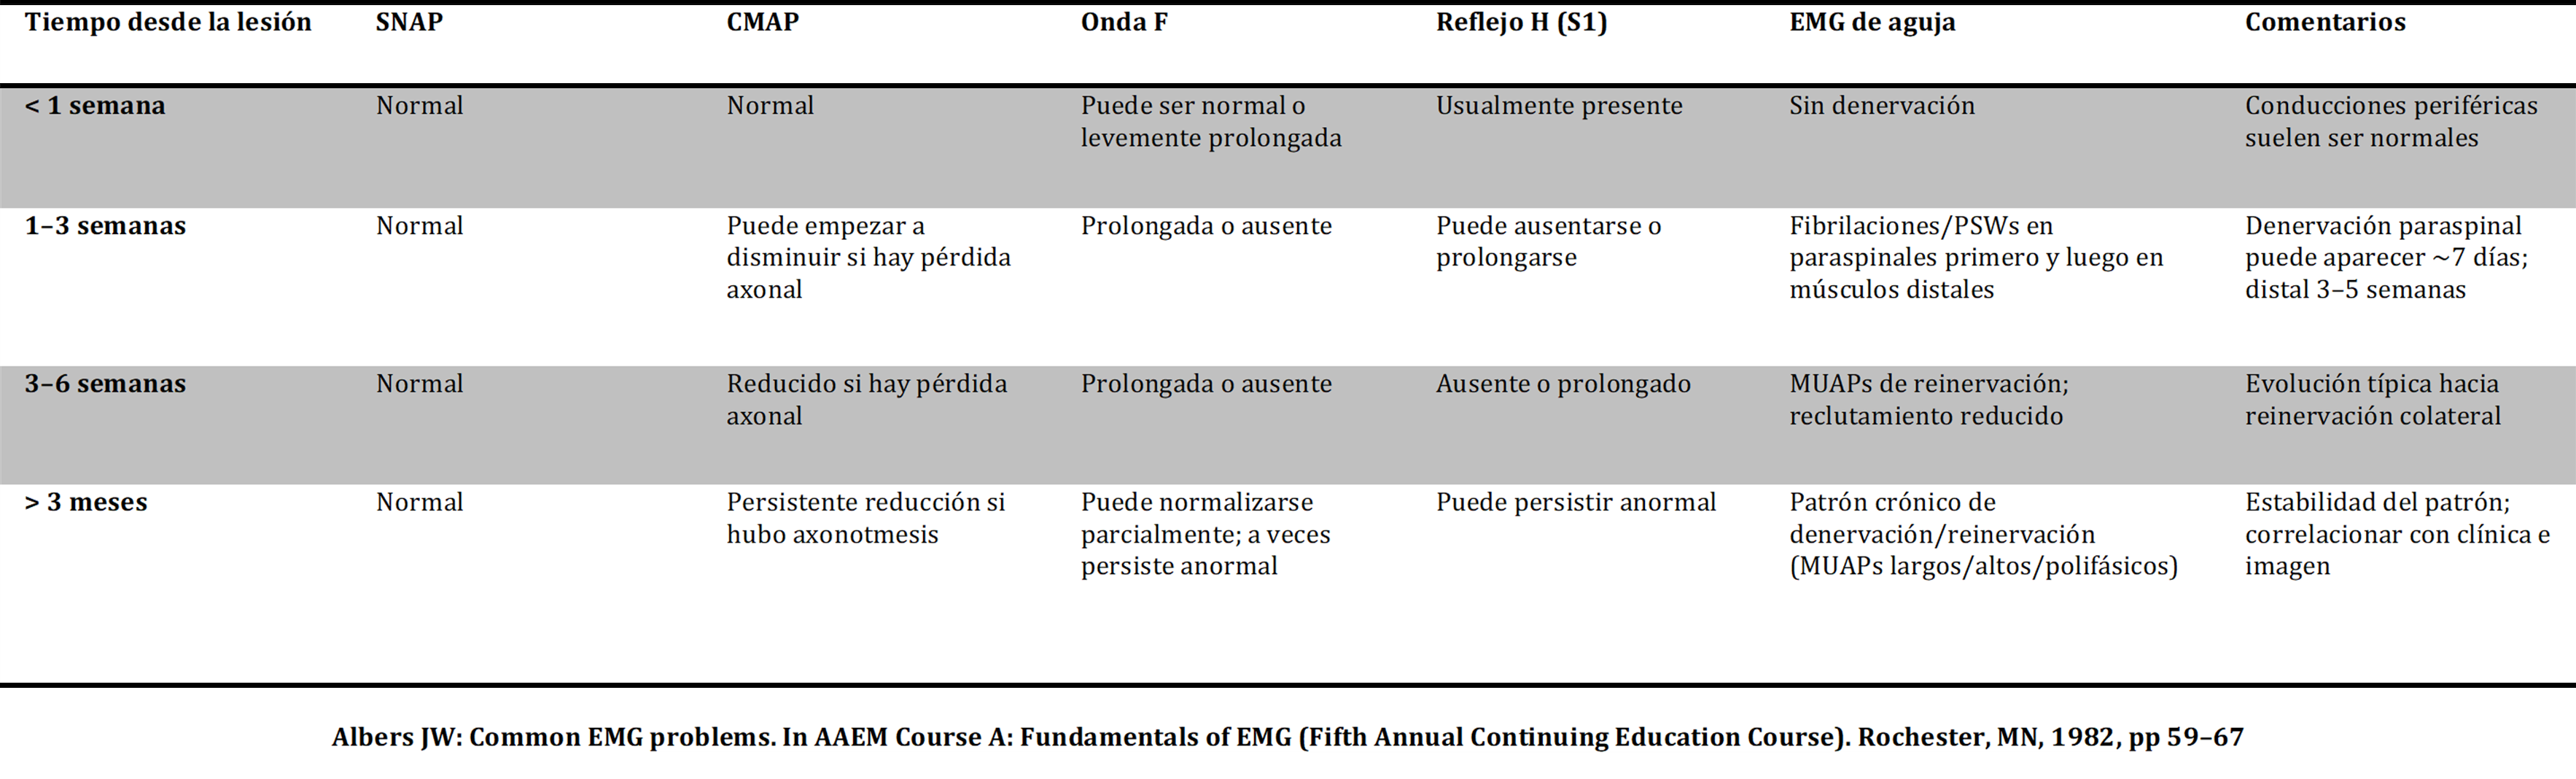 Tiempo desde la lesión SNAP CMAP Onda F Reflejo H (S1) EMG de aguja Comentarios
< 1 semana Normal Normal Puede ser normal o Usualmente presente Sin denervación Conducciones periféricas
levemente prolongada suelen ser normales
1–3 semanas Normal Puede empezar a Prolongada o ausente Puede ausentarse o Fibrilaciones/PSWs en Denervación paraspinal
disminuir si hay pérdida prolongarse paraspinales primero y luego en puede aparecer ~7 días;
axonal músculos distales distal 3–5 semanas
3–6 semanas Normal Reducido si hay pérdida Prolongada o ausente Ausente o prolongado MUAPs de reinervación; Evolución típica hacia
axonal reclutamiento reducido reinervación colateral
> 3 meses Normal Persistente reducción si Puede normalizarse Puede persistir anormal Patrón crónico de Estabilidad del patrón;
hubo axonotmesis parcialmente; a veces denervación/reinervación correlacionar con clínica e
persiste anormal (MUAPs largos/altos/polifásicos) imagen
Albers JW: Common EMG problems. In AAEM Course A: Fundamentals of EMG (Fifth Annual Continuing Education Course). Rochester, MN, 1982, pp 59–67